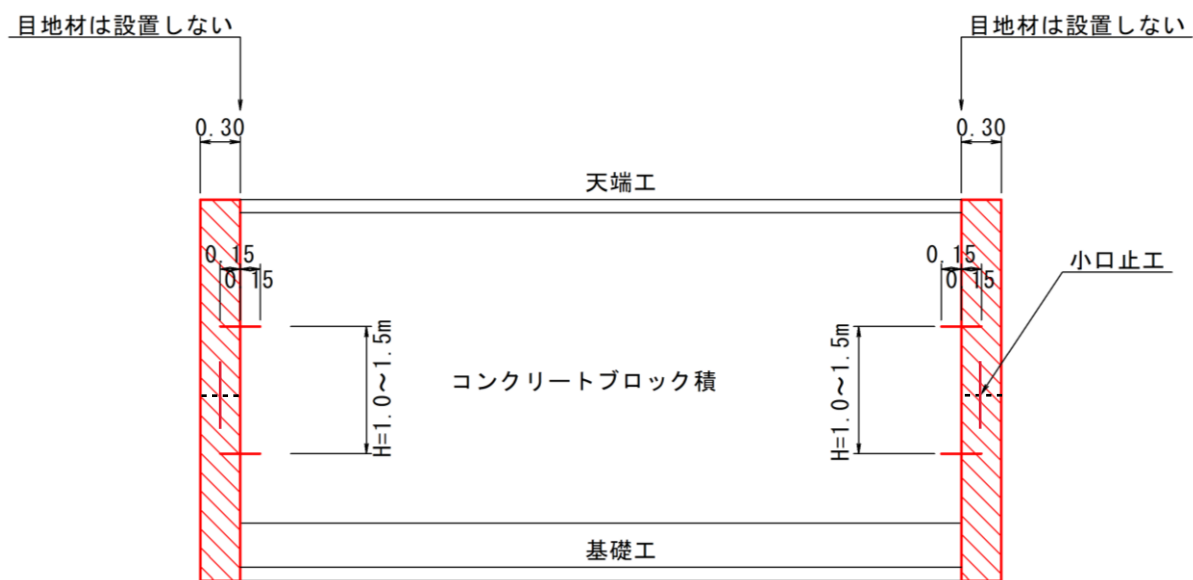 目地材は設置しない
目地材は設置しない
0.30
0.30
天端工
0.15
0.15
0.15
0.15
小口止工
H=1.0～1.5m
コンクリートブロック積
H=1.0～1.5m
基礎工